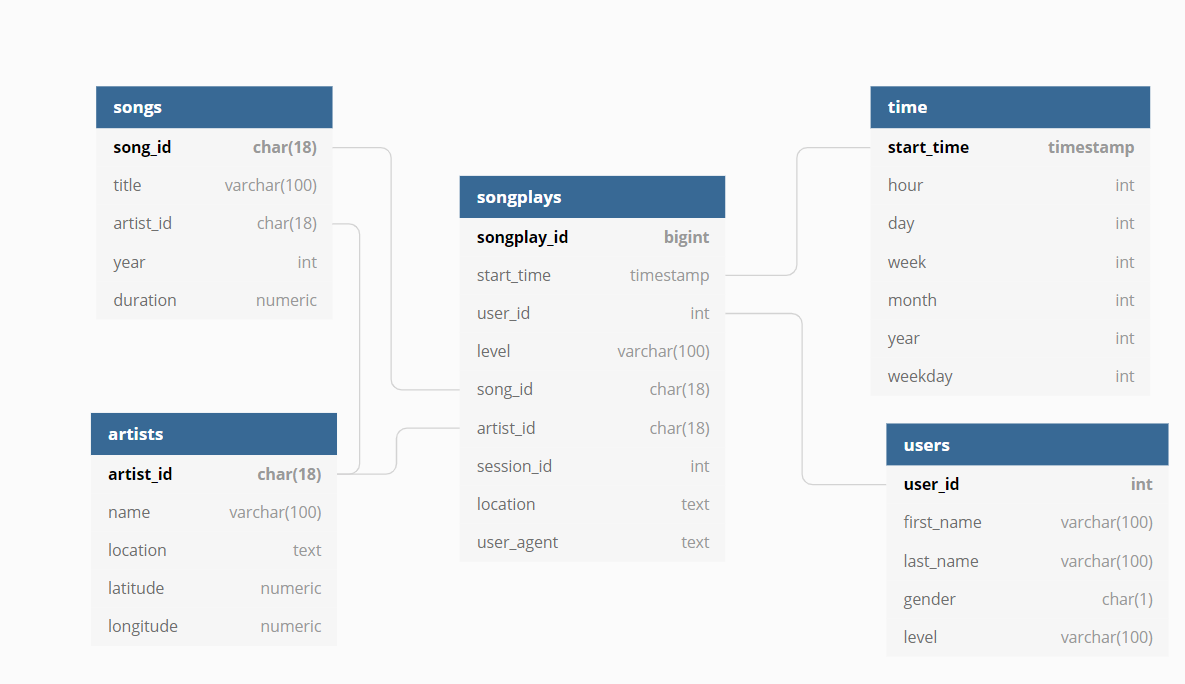 songs
song_id char(18)
title varchar(100)
artist_id char(18)
year int
duration numeric
artists
artist_id char(18)
name varchar(100)
location text
latitude numeric
longitude numeric
songplays
songplay_id bigint
start_time timestamp
user_id int
level varchar(100)
song_id char(18)
artist_id char(18)
session_id int
location text
user_agent text
time
start_time timestamp
hour int
day int
week int
month int
year int
weekday int
users
user_id int
first_name varchar(100)
last_name varchar(100)
gender char(1)
level varchar(100)